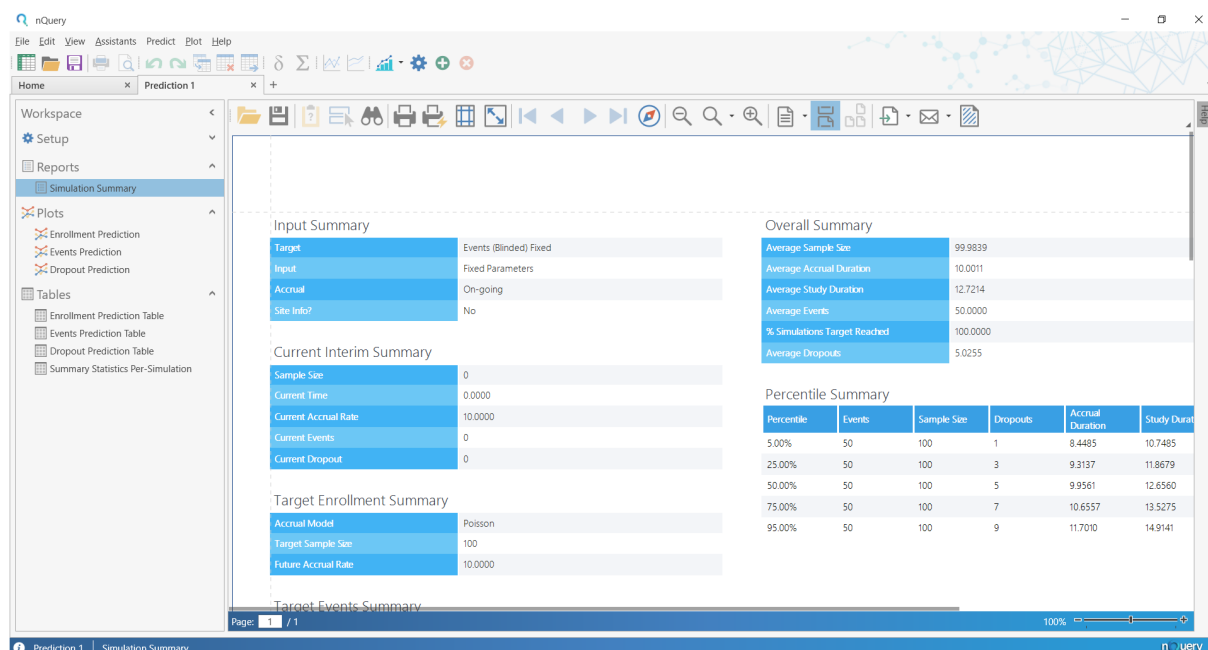 nQuery
File Edit View Assistants Predict Plot Help
Home × Prediction 1 × +
Workspace
Setup
Reports
Simulation Summary
Plots
Enrollment Prediction
Events Prediction
Dropout Prediction
Tables
Enrollment Prediction Table
Events Prediction Table
Dropout Prediction Table
Summary Statistics Per-Simulation
Help
Input Summary
Target Events (Blinded) Fixed
Input Fixed Parameters
Accrual On-going
Site Info? No
Current Interim Summary
Sample Size 0
Current Time 0.0000
Current Accrual Rate 10.0000
Current Events 0
Current Dropout 0
Target Enrollment Summary
Accrual Model Poisson
Target Sample Size 100
Future Accrual Rate 10.0000
Target Events Summary
Overall Summary
Average Sample Size 99.9839
Average Accrual Duration 10.0011
Average Study Duration 12.7214
Average Events 50.0000
% Simulations Target Reached 100.0000
Average Dropouts 5.0255
Percentile Summary
Percentile Events Sample Size Dropouts Accrual Duration Study Durat
5.00% 50 100 1 8.4485 10.7485
25.00% 50 100 3 9.3137 11.8679
50.00% 50 100 5 9.9561 12.6560
75.00% 50 100 7 10.6557 13.5275
95.00% 50 100 9 11.7010 14.9141
Page: 1 / 1 100%
Prediction 1 Simulation Summary nQuery